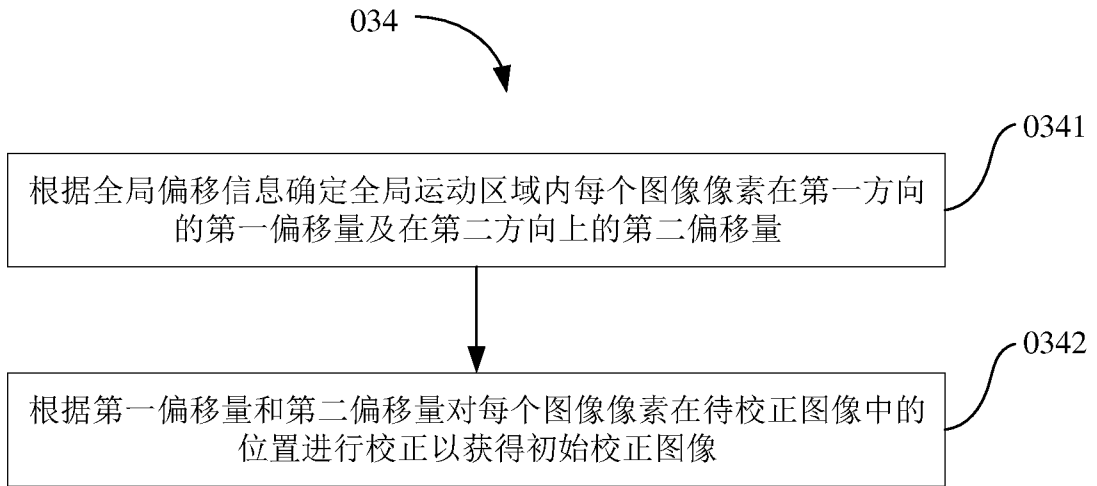 034
0341
根据全局偏移信息确定全局运动区域内每个图像像素在第一方向
的第一偏移量及在第二方向上的第二偏移量
0342
根据第一偏移量和第二偏移量对每个图像像素在待校正图像中的
位置进行校正以获得初始校正图像